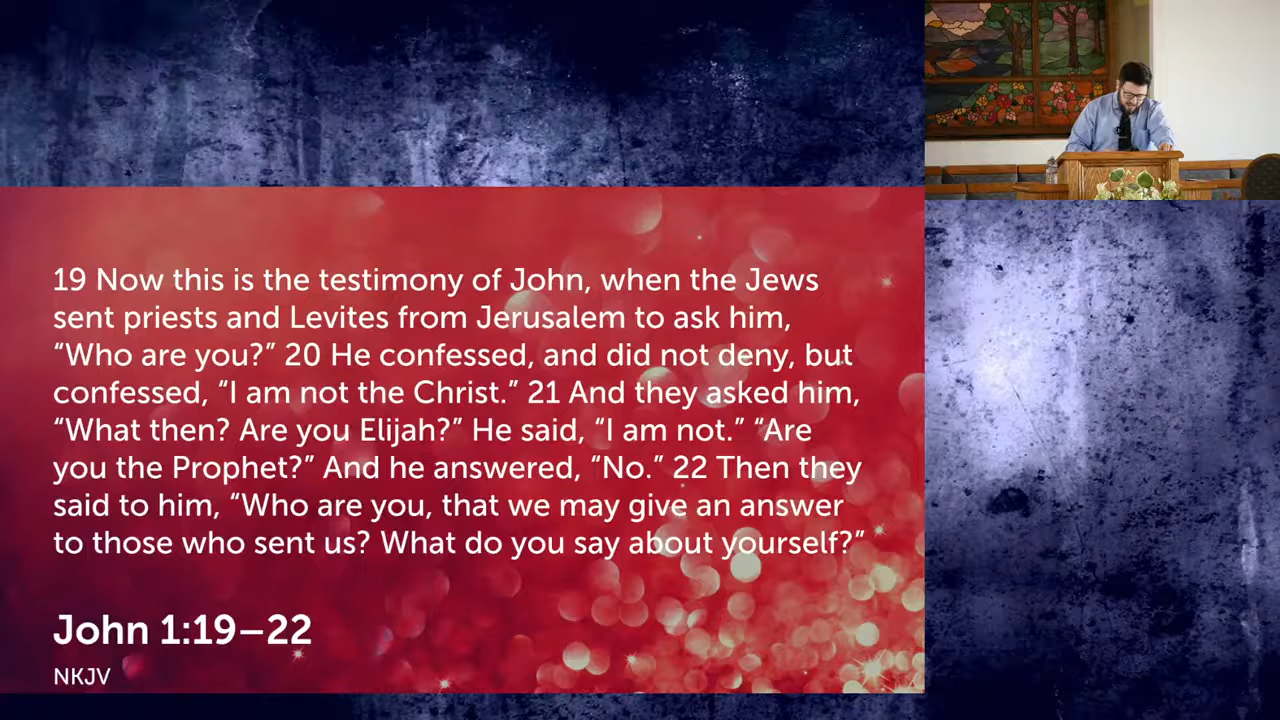 19 Now this is the testimony of John, when the Jews
sent priests and Levites from Jerusalem to ask him,
“Who are you?” 20 He confessed, and did not deny, but
confessed, “I am not the Christ.” 21 And they asked him,
“What then? Are you Elijah?” He said, “I am not.” “Are
you the Prophet?” And he answered, “No.” 22 Then they
said to him, “Who are you, that we may give an answer
to those who sent us? What do you say about yourself?”
John 1:19–22
NKJV